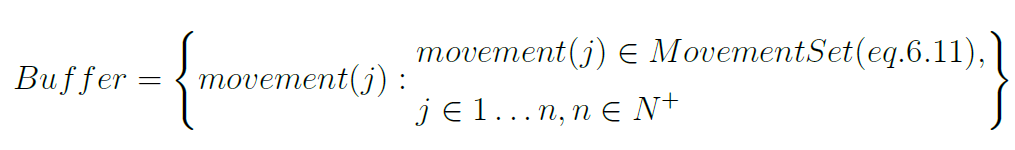 Buffer = { movement(j) : movement(j) ∈ MovementSet(eq.6.11),
j ∈ 1 . . . n, n ∈ N⁺ }